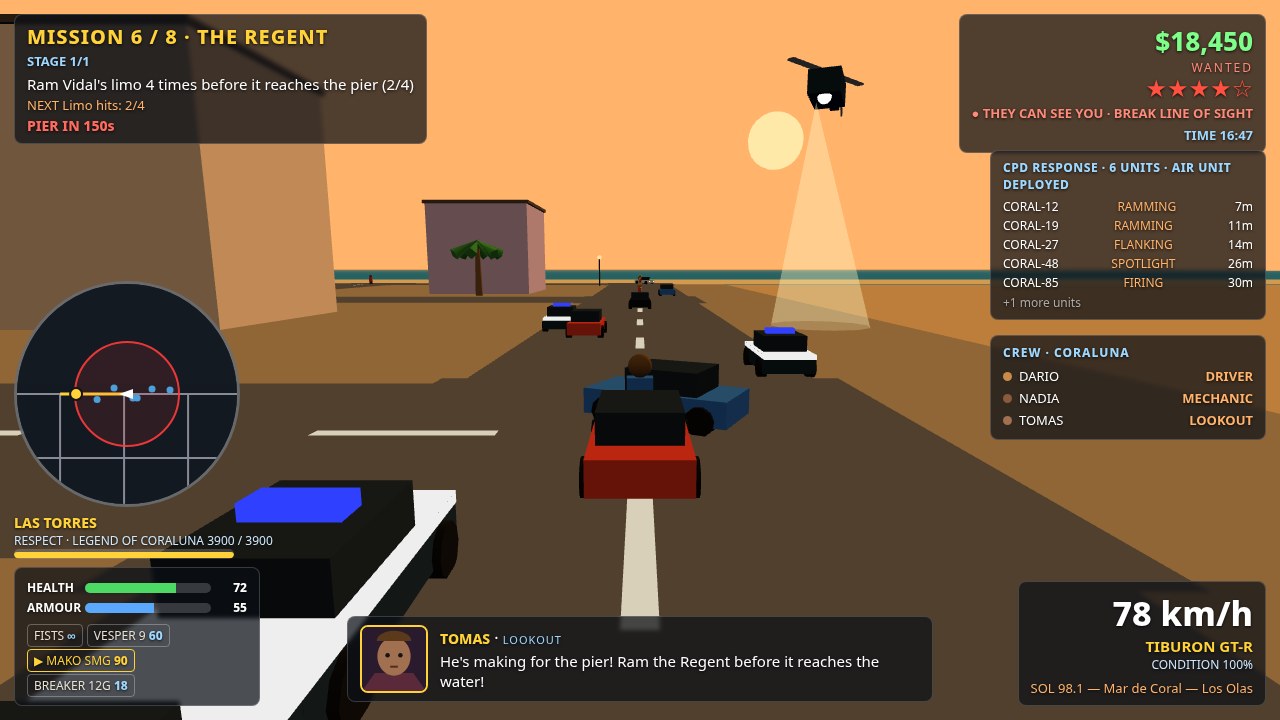 MISSION 6 / 8 · THE REGENT
STAGE 1/1
Ram Vidal's limo 4 times before it reaches the pier (2/4)
NEXT Limo hits: 2/4
PIER IN 150s
$18,450
WANTED
★★★★☆
● THEY CAN SEE YOU · BREAK LINE OF SIGHT
TIME 16:47
CPD RESPONSE · 6 UNITS · AIR UNIT
DEPLOYED
CORAL-12 RAMMING 7m
CORAL-19 RAMMING 11m
CORAL-27 FLANKING 14m
CORAL-48 SPOTLIGHT 26m
CORAL-85 FIRING 30m
+1 more units
CREW · CORALUNA
DARIO DRIVER
NADIA MECHANIC
TOMAS LOOKOUT
LAS TORRES
RESPECT · LEGEND OF CORALUNA 3900 / 3900
HEALTH 72
ARMOUR 55
FISTS ∞ VESPER 9 60
▶ MAKO SMG 90
BREAKER 12G 18
TOMAS · LOOKOUT
He's making for the pier! Ram the Regent before it reaches the
water!
78 km/h
TIBURON GT-R
CONDITION 100%
SOL 98.1 — Mar de Coral — Los Olas